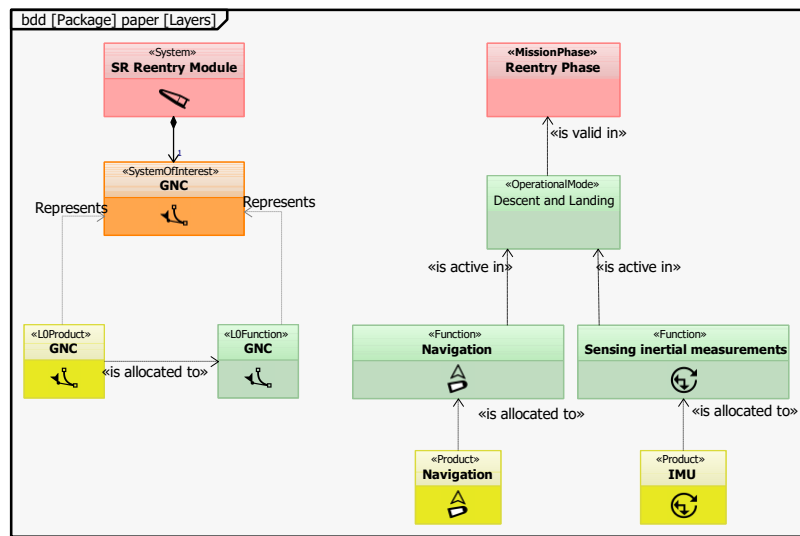 bdd [Package] paper [Layers]
«System»
SR Reentry Module
1
«SystemOfInterest»
GNC
Represents
Represents
«L0Product»
GNC
«is allocated to»
«L0Function»
GNC
«MissionPhase»
Reentry Phase
«is valid in»
«OperationalMode»
Descent and Landing
«is active in»
«is active in»
«Function»
Navigation
«Function»
Sensing inertial measurements
«is allocated to»
«is allocated to»
«Product»
Navigation
«Product»
IMU